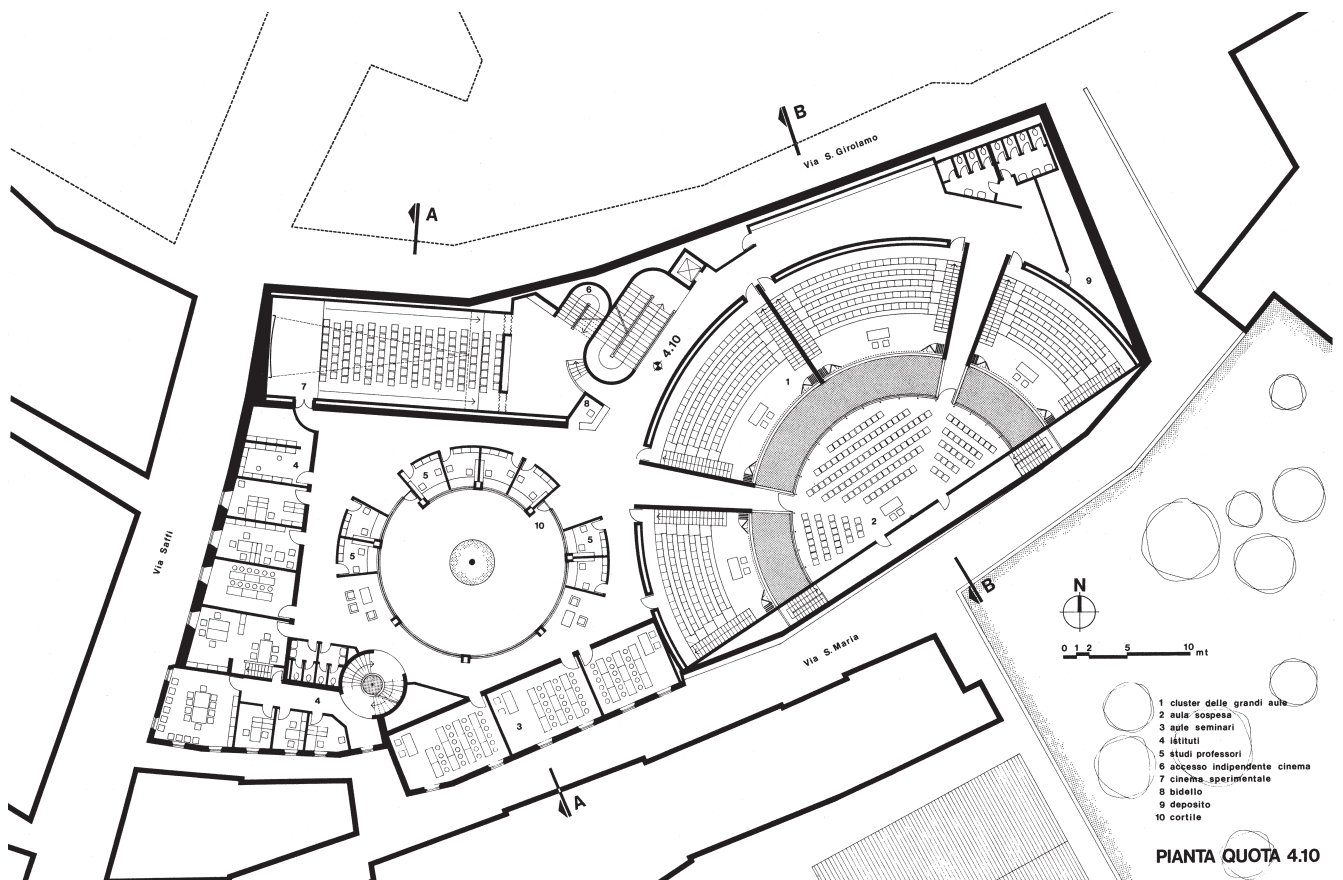 B
Via S. Girolamo
A
6
9
4.10
1
7
8
4
5
10
5
5
2
Via Saffi
B
N
3
4
Via S. Maria
0 1 2 5 10 mt
A
1 cluster delle grandi aule
2 aula sospesa
3 aule seminari
4 istituti
5 studi professori
6 accesso indipendente cinema
7 cinema sperimentale
8 bidello
9 deposito
10 cortile
PIANTA QUOTA 4.10